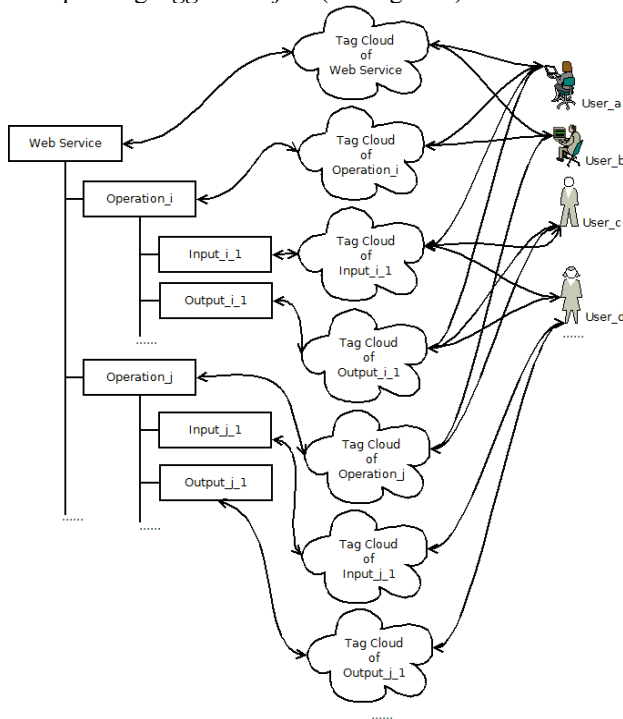 Tag Cloud
of
Web Service
User_a
Web Service
Tag Cloud
of
Operation_i
User_b
Operation_i
Tag Cloud
of
Input_i_1
User_c
Input_i_1
Output_i_1
Tag Cloud
of
Output_i_1
User_d
......
......
Operation_j
Input_j_1
Tag Cloud
of
Operation_j
Output_j_1
......
......
Tag Cloud
of
Input_j_1
Tag Cloud
of
Output_j_1
......